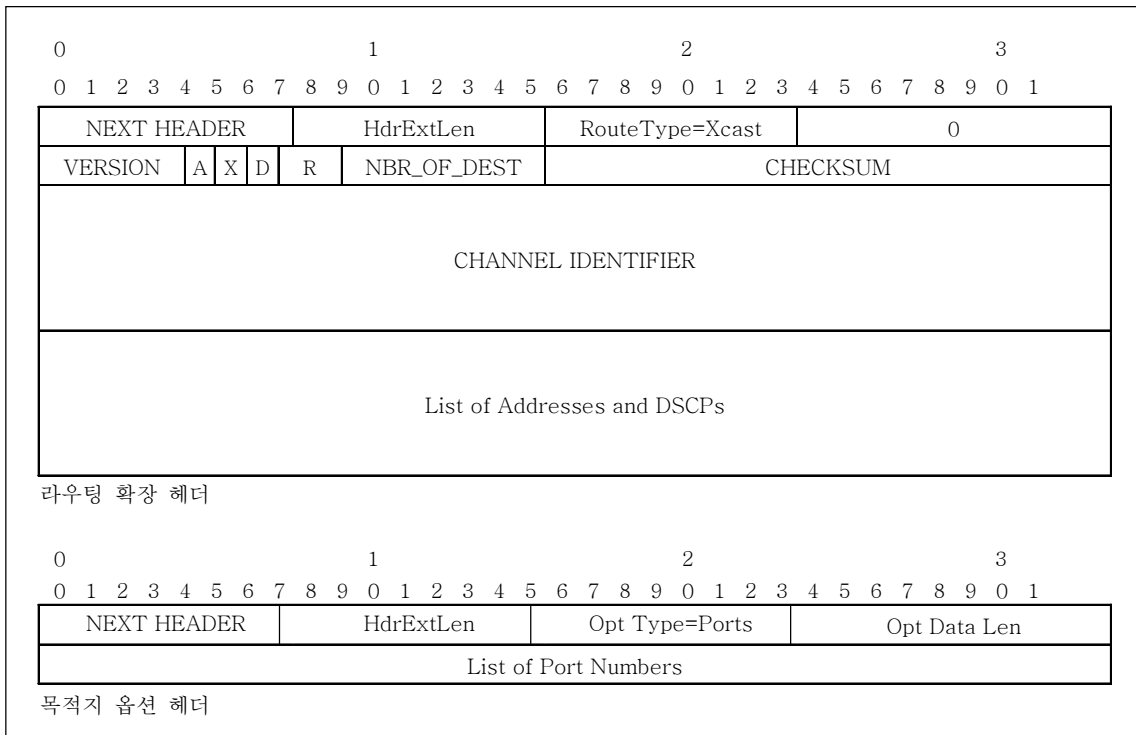 0 1 2 3
0 1 2 3 4 5 6 7 8 9 0 1 2 3 4 5 6 7 8 9 0 1 2 3 4 5 6 7 8 9 0 1
NEXT HEADER HdrExtLen RouteType=Xcast 0
VERSION A X D R NBR_OF_DEST CHECKSUM
CHANNEL IDENTIFIER
List of Addresses and DSCPs
라우팅 확장 헤더
0 1 2 3
0 1 2 3 4 5 6 7 8 9 0 1 2 3 4 5 6 7 8 9 0 1 2 3 4 5 6 7 8 9 0 1
NEXT HEADER HdrExtLen Opt Type=Ports Opt Data Len
List of Port Numbers
목적지 옵션 헤더